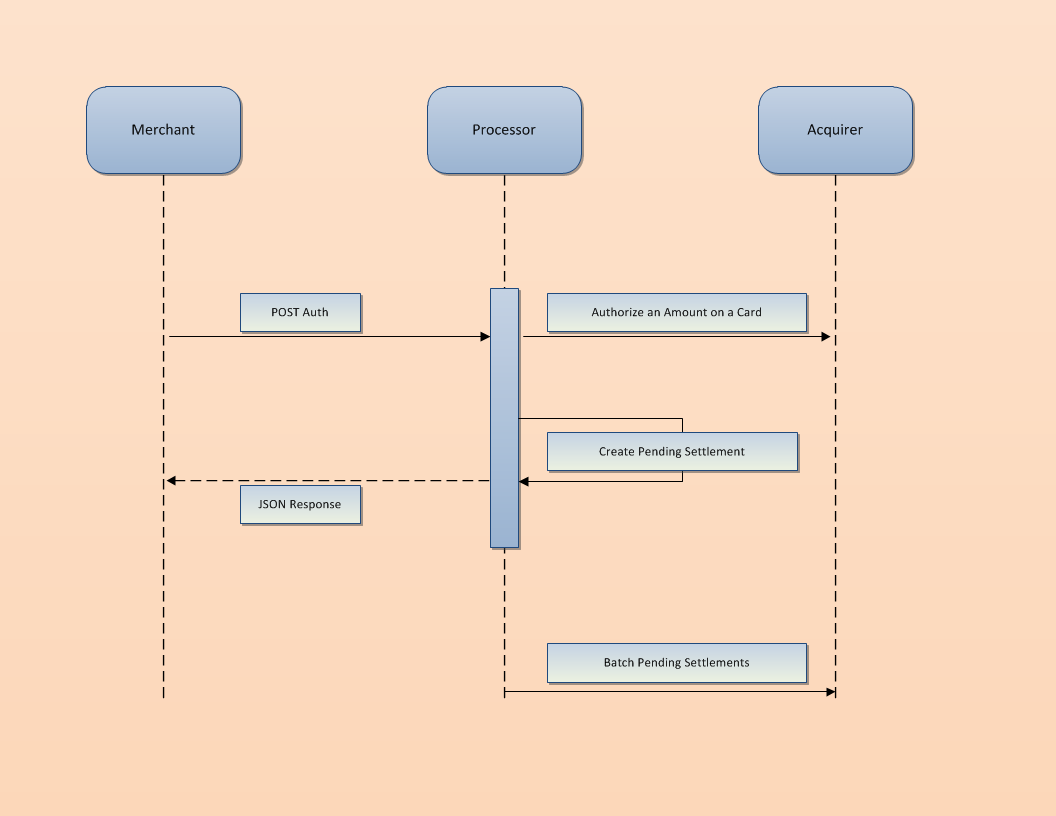 Merchant
Processor
Acquirer
POST Auth
Authorize an Amount on a Card
Create Pending Settlement
JSON Response
Batch Pending Settlements